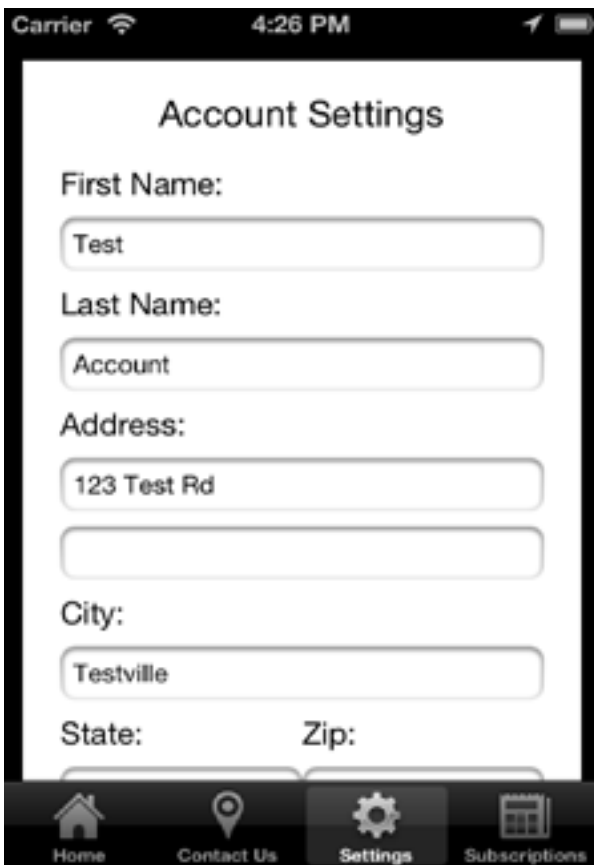 Carrier 4:26 PM
Account Settings
First Name:
Test
Last Name:
Account
Address:
123 Test Rd
City:
Testville
State: Zip:
Home Contact Us Settings Subscriptions